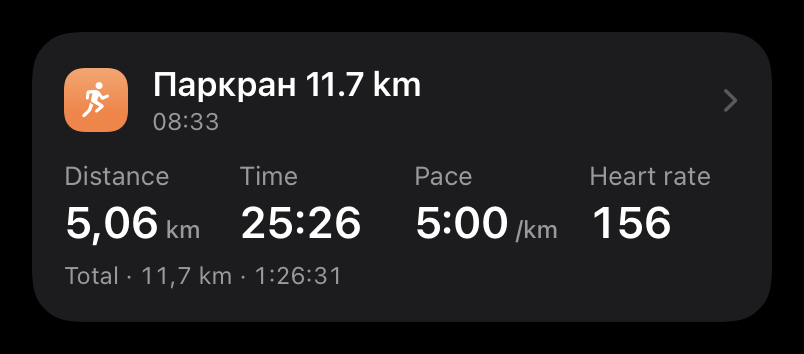 Паркран 11.7 km
08:33
Distance Time Pace Heart rate
5,06 km 25:26 5:00 /km 156
Total · 11,7 km · 1:26:31